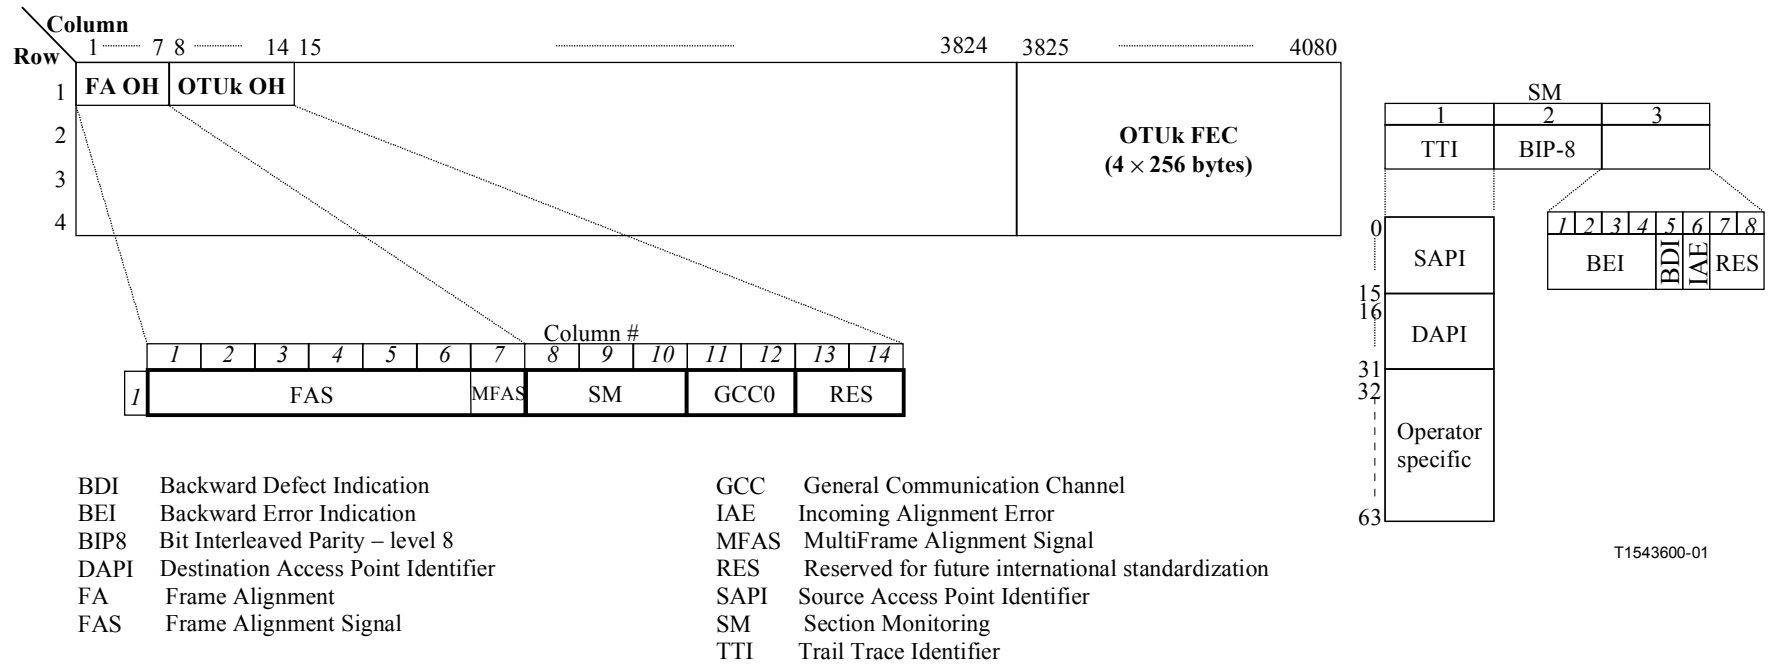 Column
Row
1 7 8 14 15 3824 3825 4080
1 FA OH OTUk OH
2
3
4
OTUk FEC
(4 × 256 bytes)
Column #
1 2 3 4 5 6 7 8 9 10 11 12 13 14
1 FAS MFAS SM GCC0 RES
SM
1 2 3
TTI BIP-8
0
SAPI
15
16
DAPI
31
32
Operator
specific
63
1 2 3 4 5 6 7 8
BEI BDI IAE RES
BDI Backward Defect Indication
BEI Backward Error Indication
BIP8 Bit Interleaved Parity – level 8
DAPI Destination Access Point Identifier
FA Frame Alignment
FAS Frame Alignment Signal
GCC General Communication Channel
IAE Incoming Alignment Error
MFAS MultiFrame Alignment Signal
RES Reserved for future international standardization
SAPI Source Access Point Identifier
SM Section Monitoring
TTI Trail Trace Identifier
T1543600-01